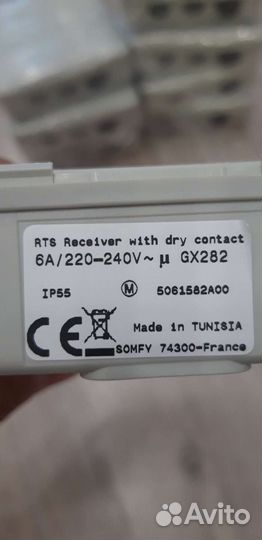 RTS Receiver with dry contact
6A/220-240V~ μ GX282
IP55 M 5061582A00
CE Made in TUNISIA
SOMFY 74300-France
Avito